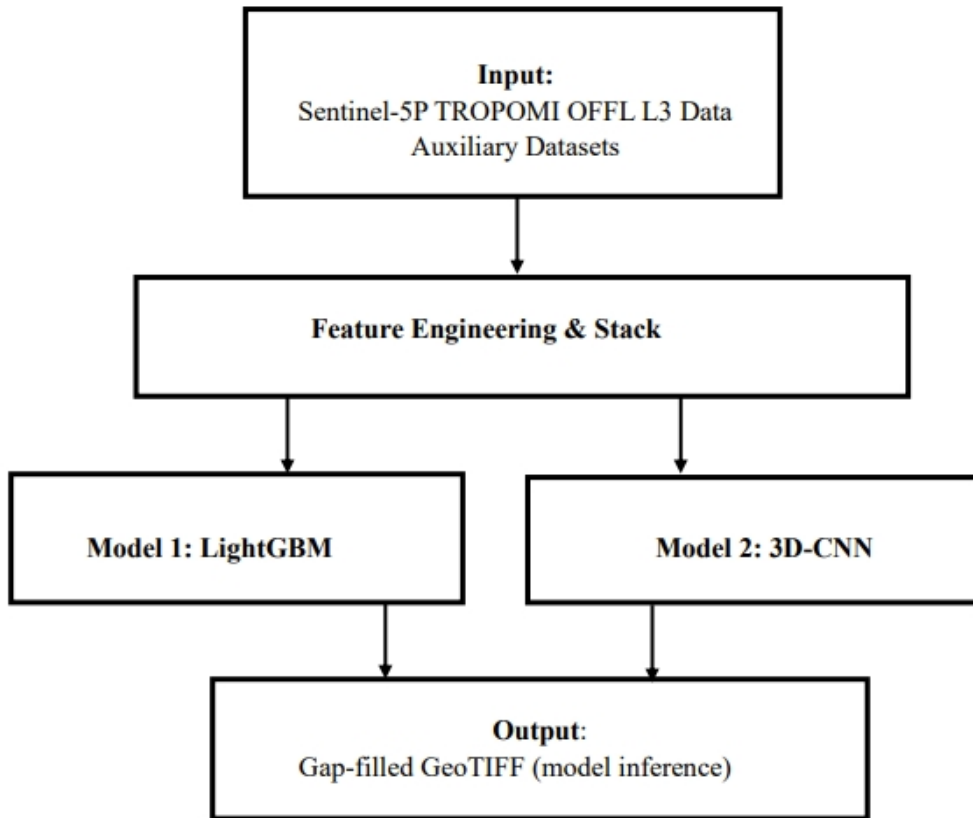 Input:
Sentinel-5P TROPOMI OFFL L3 Data
Auxiliary Datasets
Feature Engineering & Stack
Model 1: LightGBM
Model 2: 3D-CNN
Output:
Gap-filled GeoTIFF (model inference)